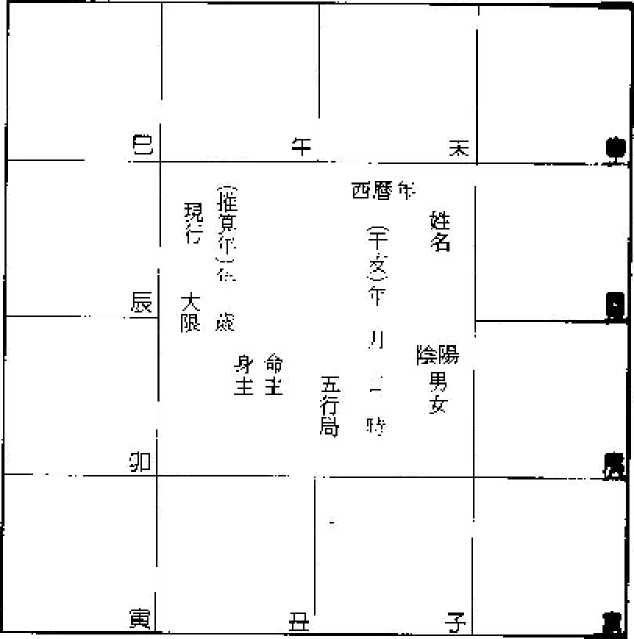 巳
午
未
辰
卯
寅
丑
子
姓名
陰陽
男女
西曆年
(干支)年 月 日 時
五行局
命主
身主
(推算年)年 歲
現行 大限